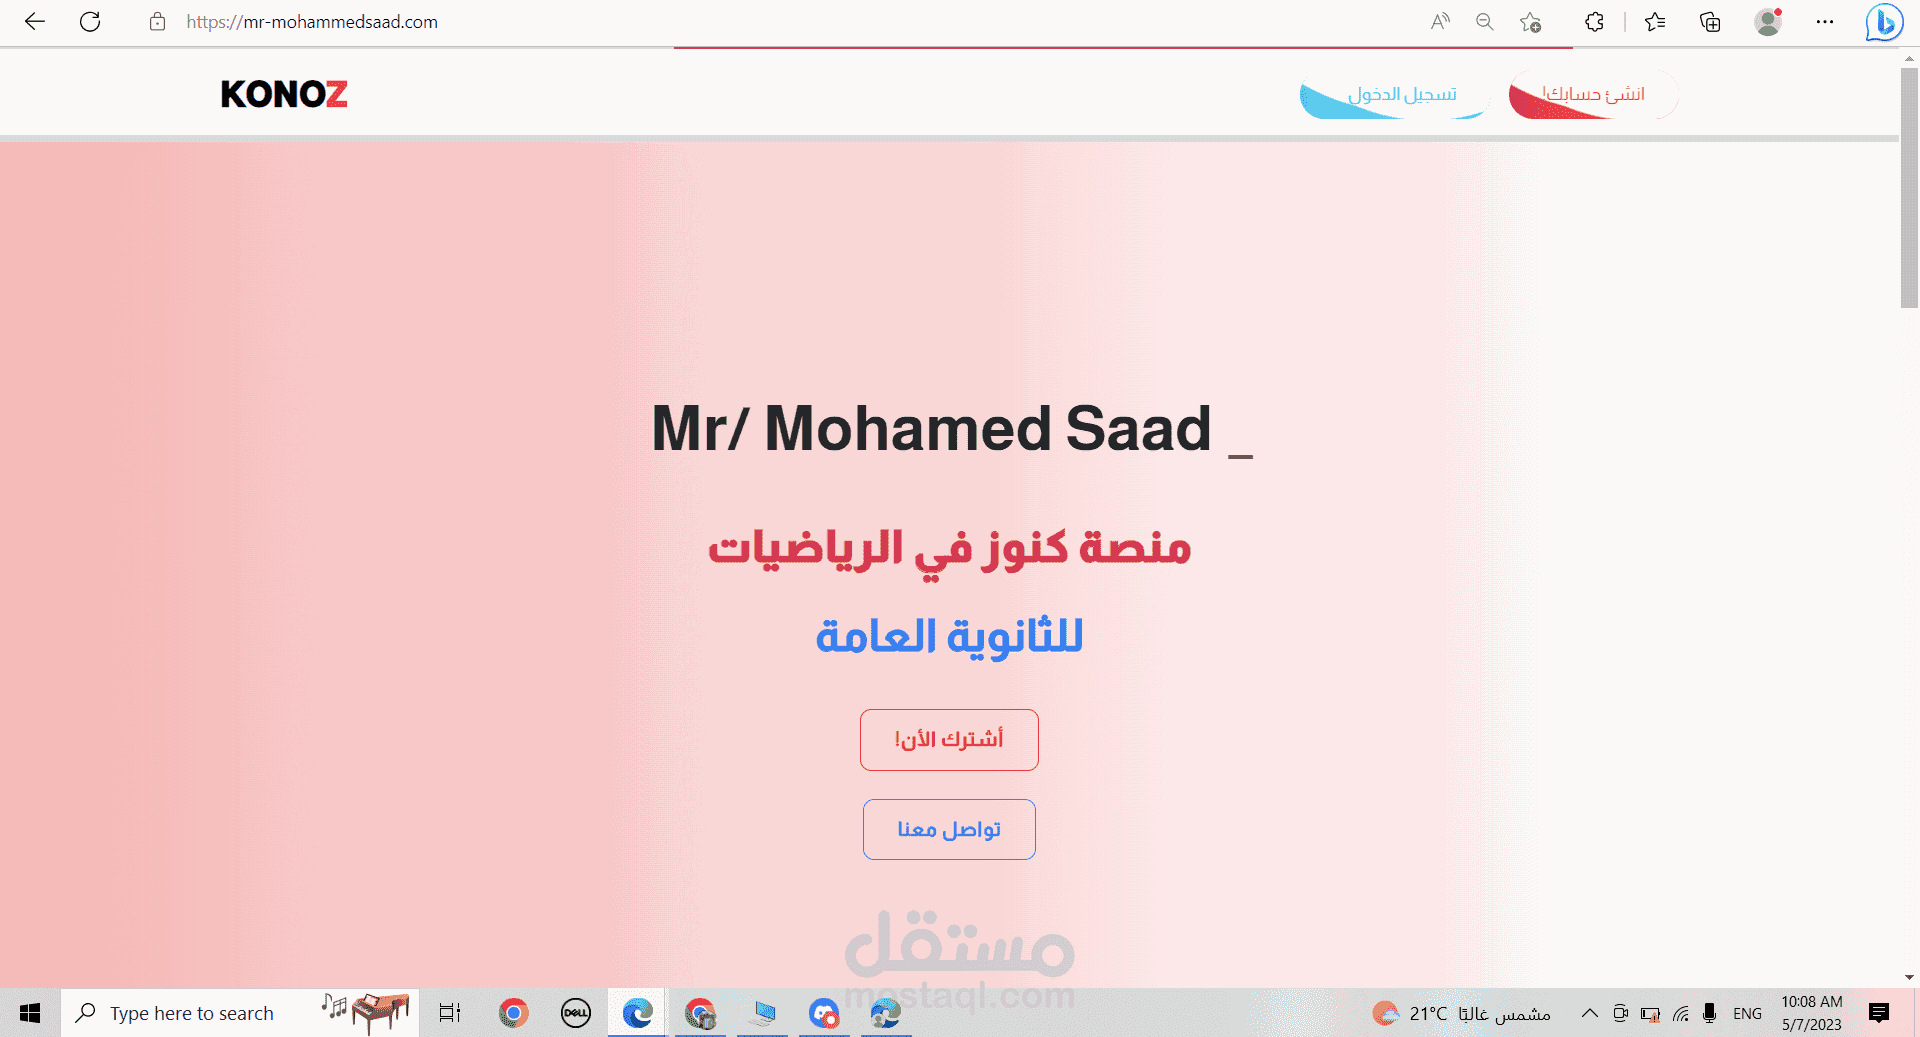 https://mr-mohammedsaad.com
KONOZ
تسجيل الدخول
انشئ حسابك!
Mr/ Mohamed Saad _
منصة كنوز في الرياضيات
للثانوية العامة
أشترك الأن!
تواصل معنا
مستقل
mostaql.com
Type here to search
DELL
21°C مشمس غالبًا
ENG
10:08 AM
5/7/2023